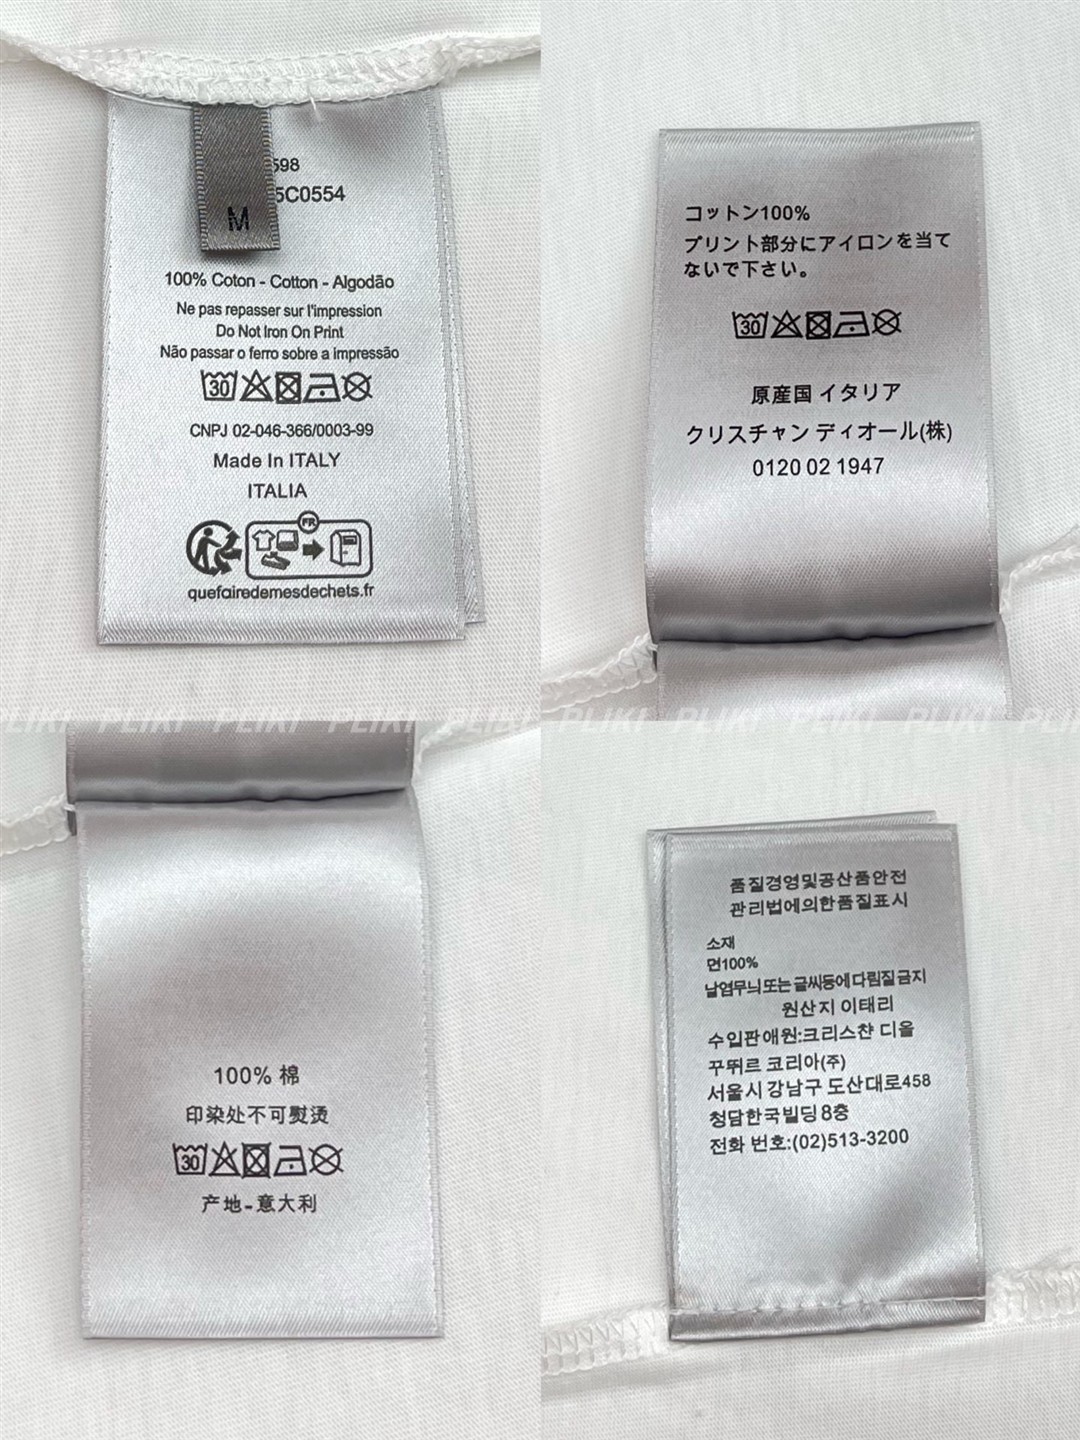 598
5C0554
M
100% Coton - Cotton - Algodão
Ne pas repasser sur l'impression
Do Not Iron On Print
Não passar o ferro sobre a impressão
30
CNPJ 02-046-366/0003-99
Made In ITALY
ITALIA
FR
quefairedemesdechets.fr
コットン100%
プリント部分にアイロンを当て
ないで下さい。
30
原産国 イタリア
クリスチャン ディオール(株)
0120 02 1947
PLIKI PLIKI PLIKI PLIKI PLIKI PLIKI PLIKI PLIKI PLIKI PLIKI
100% 棉
印染处不可熨烫
30
产地-意大利
품질경영및공산품안전
관리법에의한품질표시
소재
면100%
날염무늬또는글씨등에다림질금지
원산지 이태리
수입판애원:크리스챤 디올
꾸뛰르 코리아(주)
서울시 강남구 도산대로458
청담한국빌딩 8층
전화 번호:(02)513-3200